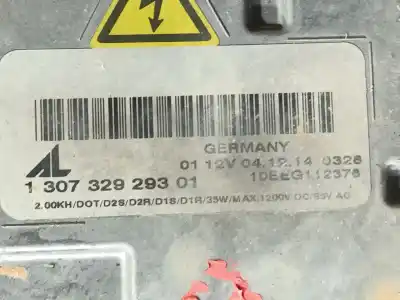 GERMANY
AL
01 12V 04.12.14 0326
1 307 329 293 01
10EEG112376
2.00KH/DOT/D2S/D2R/D1S/D1R/35W/MAX.1200V DC/85V AC